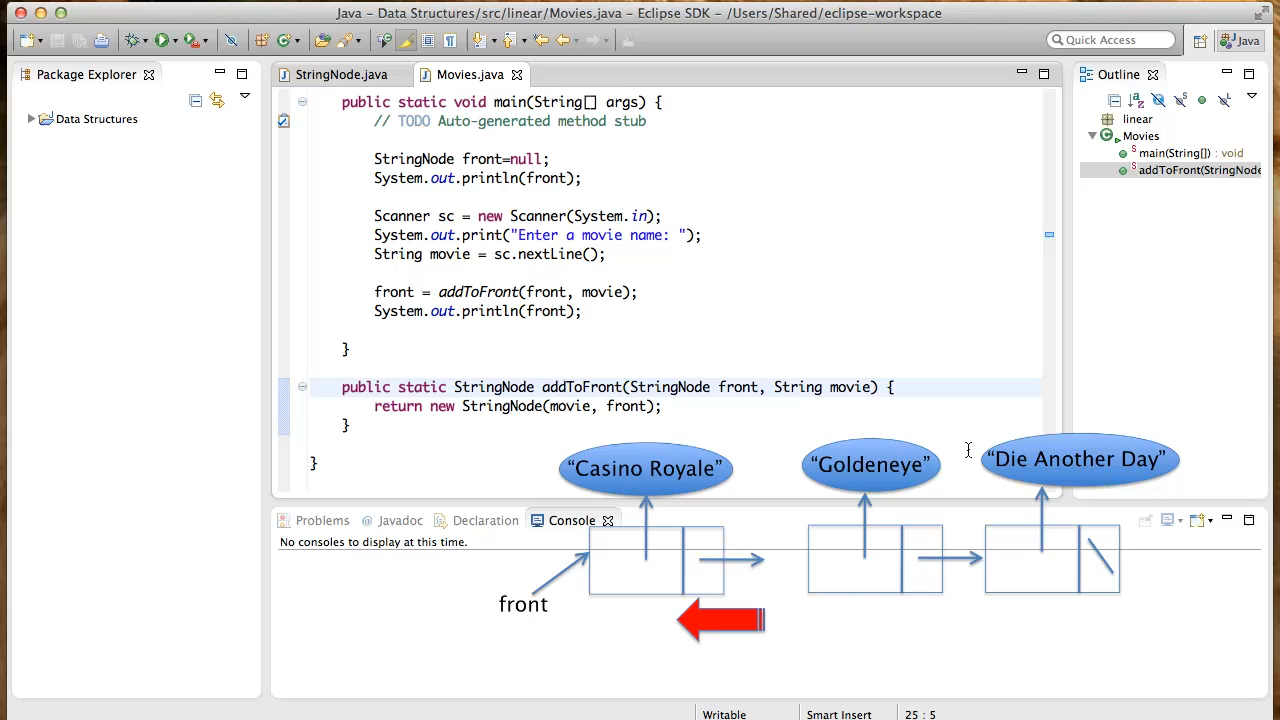 Java - Data Structures/src/linear/Movies.java - Eclipse SDK - /Users/Shared/eclipse-workspace
Quick Access
Java
Package Explorer
Data Structures
StringNode.java
Movies.java
public static void main(String[] args) {
// TODO Auto-generated method stub
StringNode front=null;
System.out.println(front);
Scanner sc = new Scanner(System.in);
System.out.print("Enter a movie name: ");
String movie = sc.nextLine();
front = addToFront(front, movie);
System.out.println(front);
}
public static StringNode addToFront(StringNode front, String movie) {
return new StringNode(movie, front);
}
}
Outline
linear
Movies
main(String[]) : void
addToFront(StringNode
“Casino Royale”
“Goldeneye”
“Die Another Day”
front
Problems
@ Javadoc
Declaration
Console
No consoles to display at this time.
Writable
Smart Insert
25 : 5